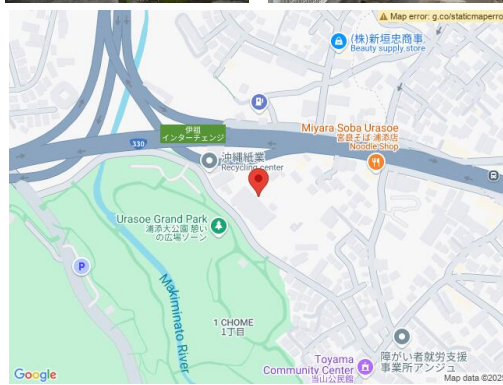 Map error: g.co/staticmaperro
(株)新垣忠商事
Beauty supply store
伊祖
インターチェンジ
Miyara Soba Urasoe
宮良そば 浦添店
Noodle Shop
330
沖縄紙業
Recycling center
Urasoe Grand Park
浦添大公園 憩い
の広場ゾーン
P
Makiminato River
1 CHOME
1丁目
Toyama
Community Center
当山公民館
障がい者就労支援
事業所アンジュ
Google
Map data ©202